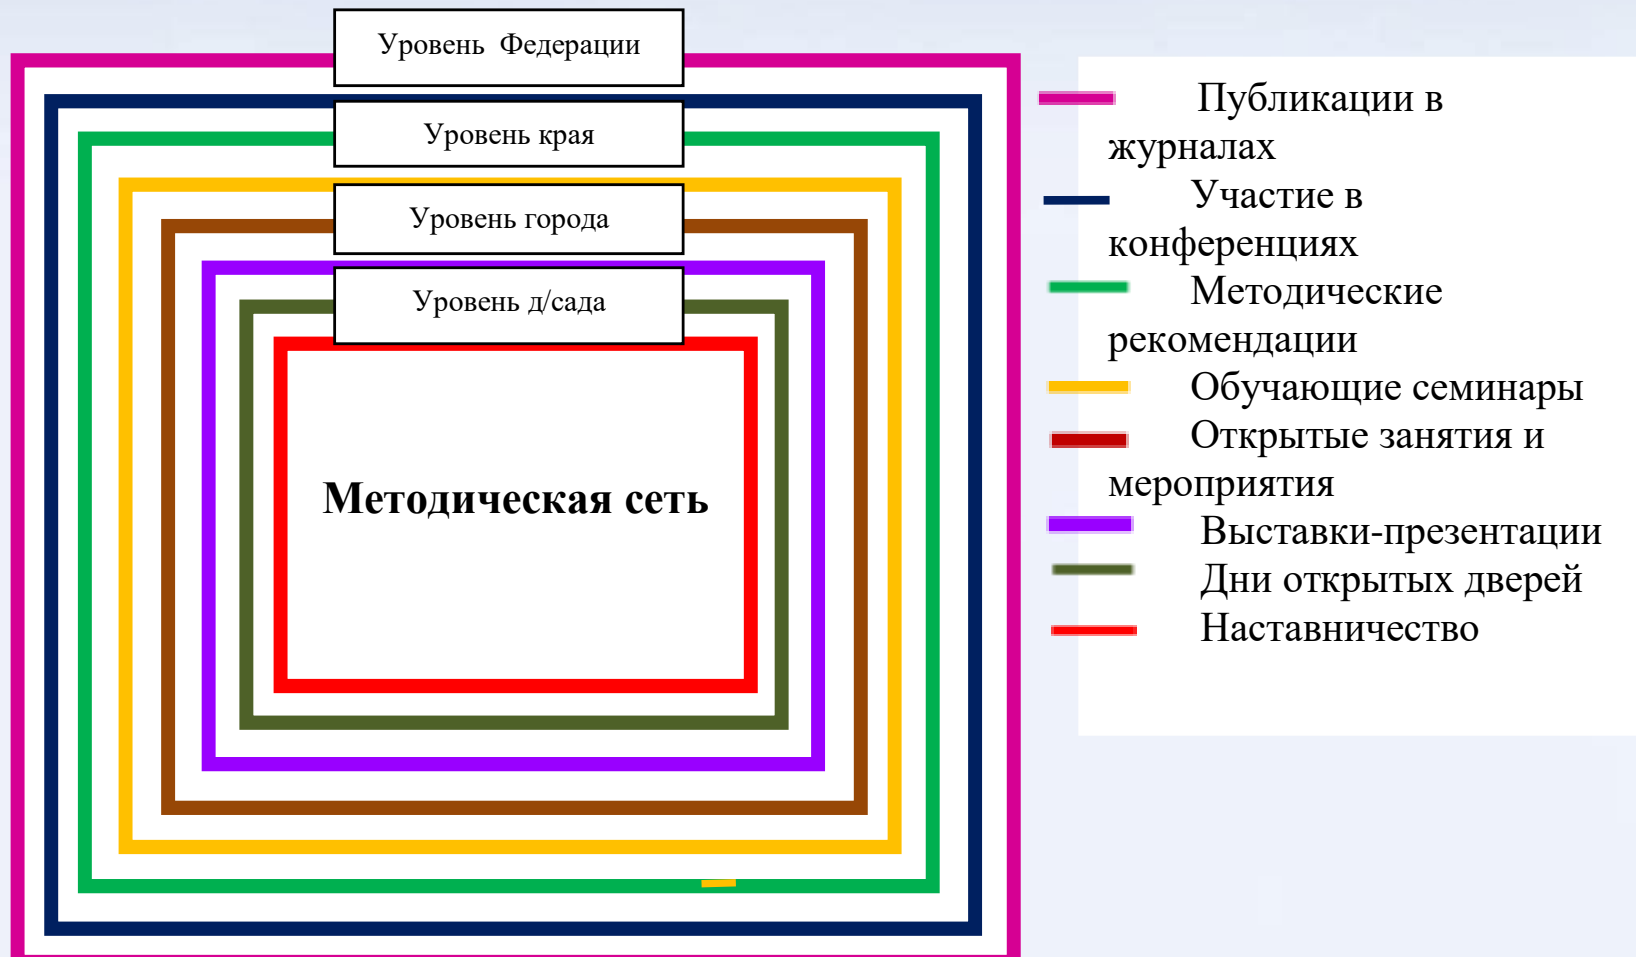 Уровень Федерации
Уровень края
Уровень города
Уровень д/сада
Методическая сеть
Публикации в
журналах
Участие в
конференциях
Методические
рекомендации
Обучающие семинары
Открытые занятия и
мероприятия
Выставки-презентации
Дни открытых дверей
Наставничество